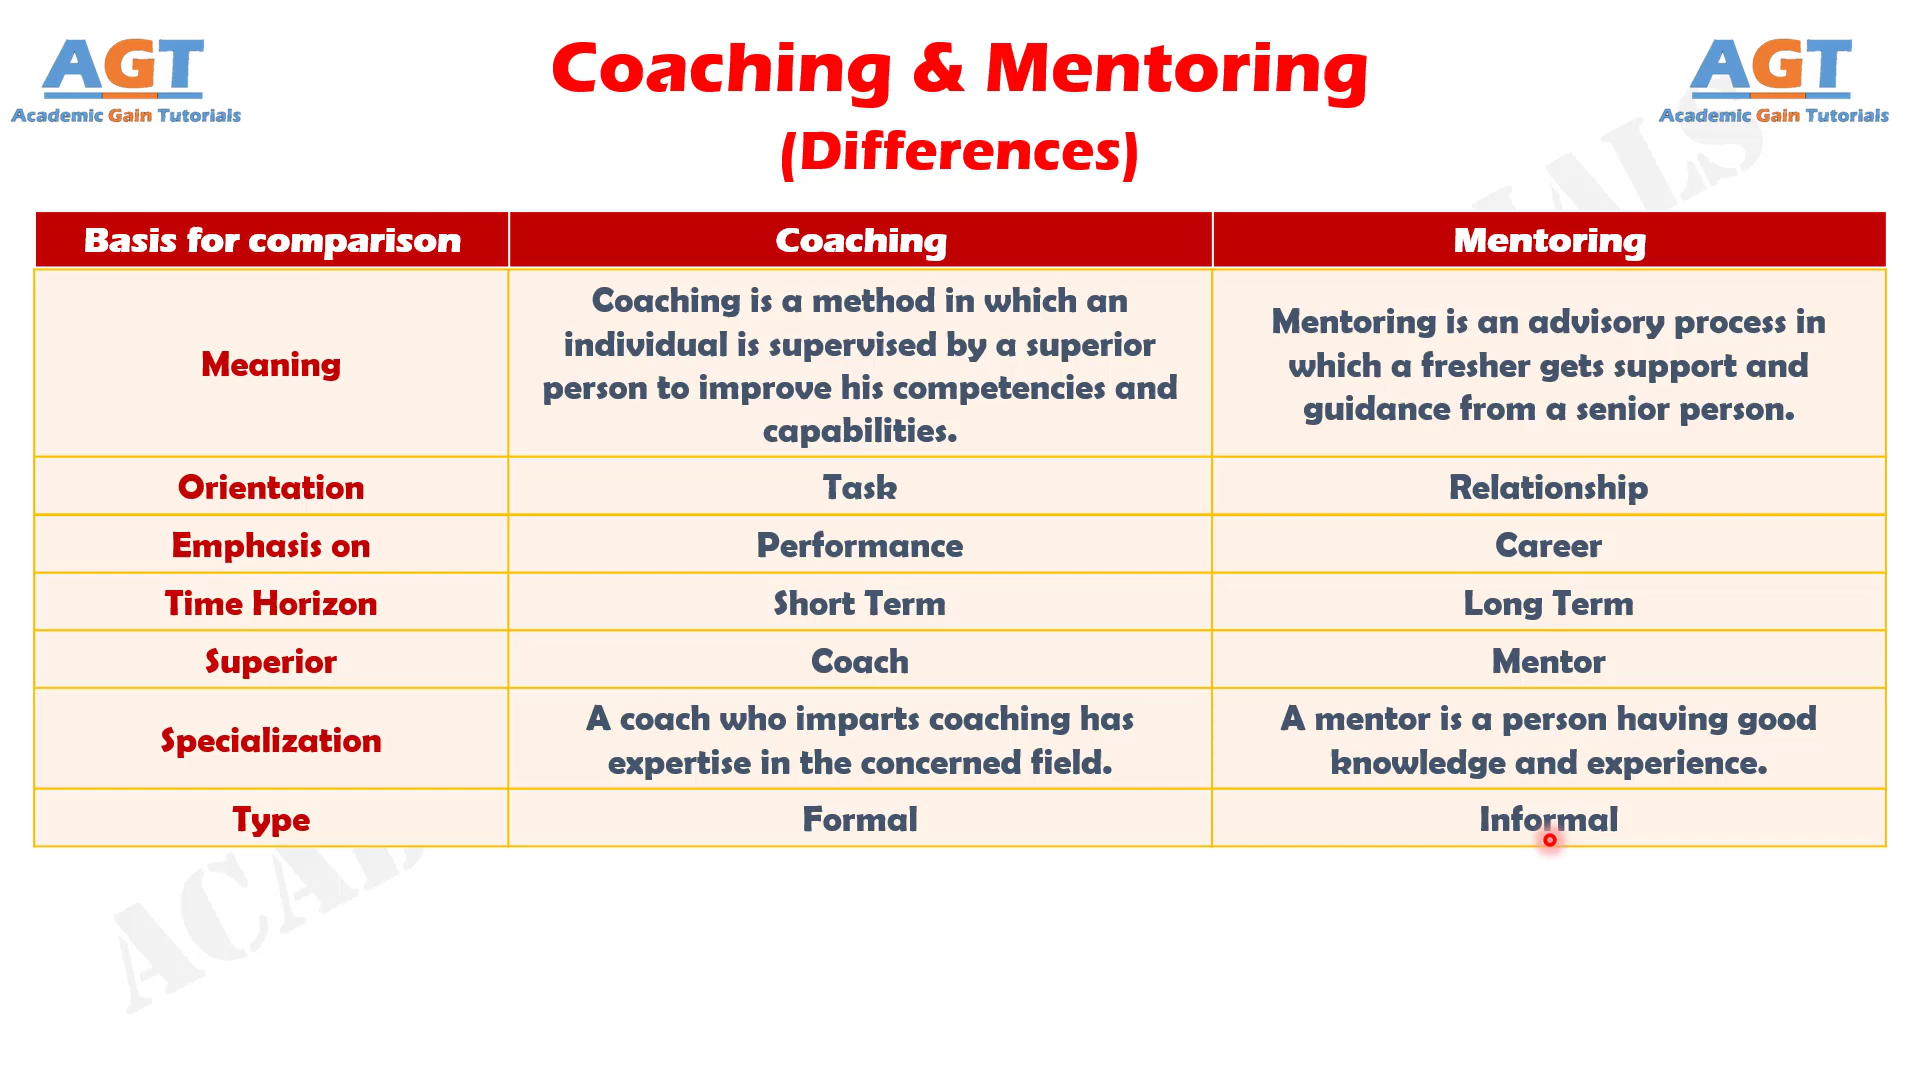 AGT
Academic Gain Tutorials
Coaching & Mentoring
(Differences)
AGT
Academic Gain Tutorials
Basis for comparison
Coaching
Mentoring
Meaning
Coaching is a method in which an
individual is supervised by a superior
person to improve his competencies and
capabilities.
Mentoring is an advisory process in
which a fresher gets support and
guidance from a senior person.
Orientation
Task
Relationship
Emphasis on
Performance
Career
Time Horizon
Short Term
Long Term
Superior
Coach
Mentor
Specialization
A coach who imparts coaching has
expertise in the concerned field.
A mentor is a person having good
knowledge and experience.
Type
Formal
Informal